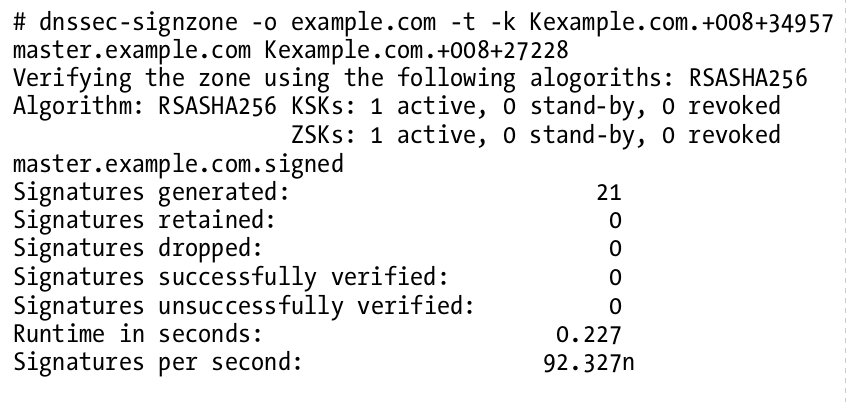 # dnssec-signzone -o example.com -t -k Kexample.com.+008+34957
master.example.com Kexample.com.+008+27228
Verifying the zone using the following alogoriths: RSASHA256
Algorithm: RSASHA256 KSKs: 1 active, 0 stand-by, 0 revoked
ZSKs: 1 active, 0 stand-by, 0 revoked
master.example.com.signed
Signatures generated: 21
Signatures retained: 0
Signatures dropped: 0
Signatures successfully verified: 0
Signatures unsuccessfully verified: 0
Runtime in seconds: 0.227
Signatures per second: 92.327n